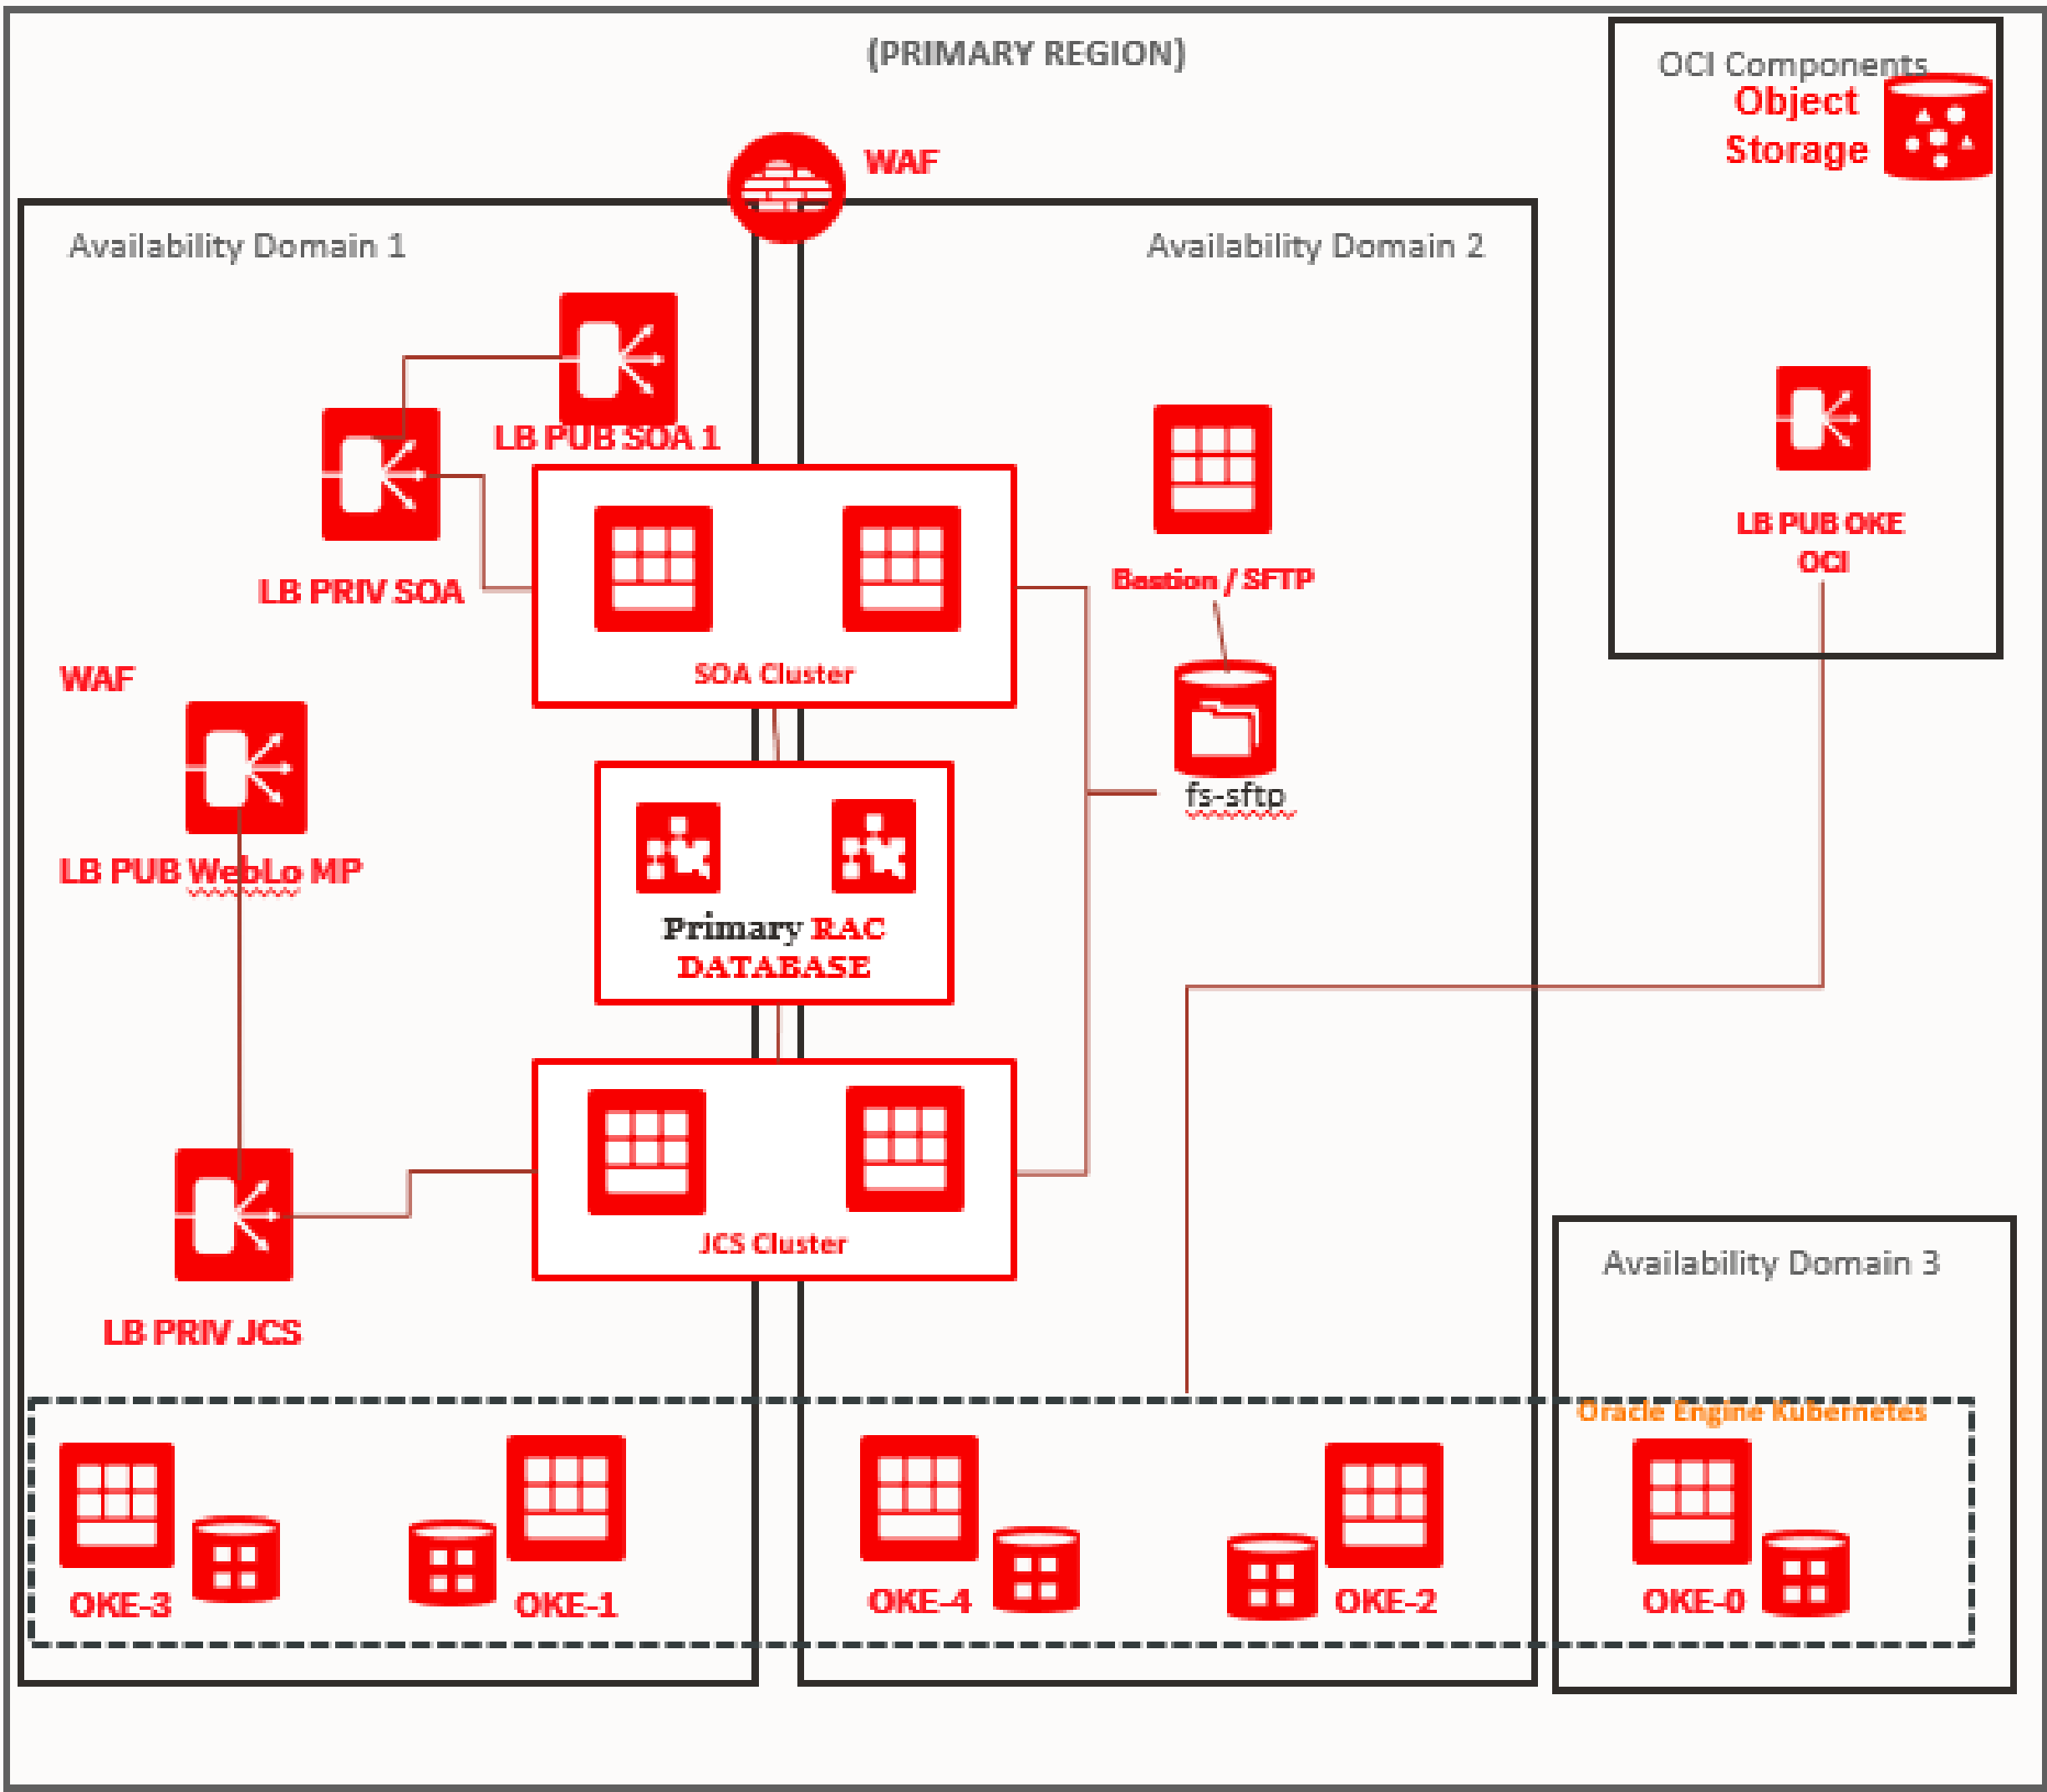 (PRIMARY REGION)
OCI Components
Object
Storage
WAF
Availability Domain 1
Availability Domain 2
LB PUB SOA 1
LB PRIV SOA
Bastion / SFTP
LB PUB OKE
OCI
SOA Cluster
WAF
fs-sftp
LB PUB WebLo MP
Primary RAC
DATABASE
JCS Cluster
Availability Domain 3
LB PRIV JCS
Oracle Engine Kubernetes
OKE-3
OKE-1
OKE-4
OKE-2
OKE-0